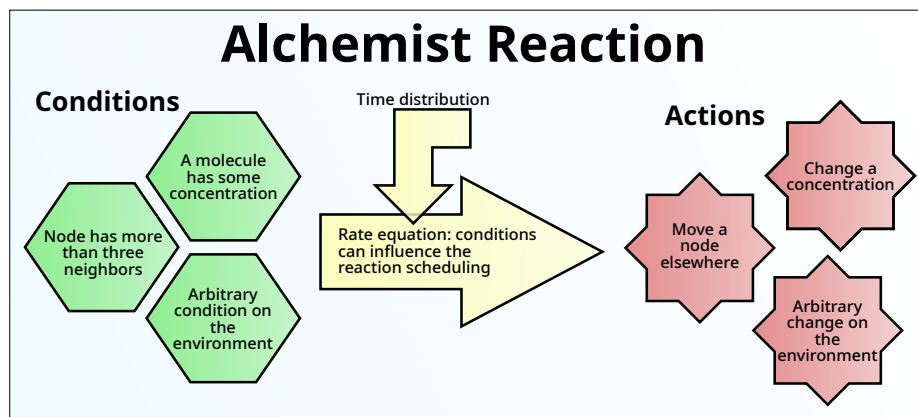 Alchemist Reaction
Conditions
A molecule
has some
concentration
Node has more
than three
neighbors
Arbitrary
condition on
the
environment
Time distribution
Rate equation: conditions
can influence the
reaction scheduling
Actions
Change a
concentration
Move a
node
elsewhere
Arbitrary
change on
the
environment